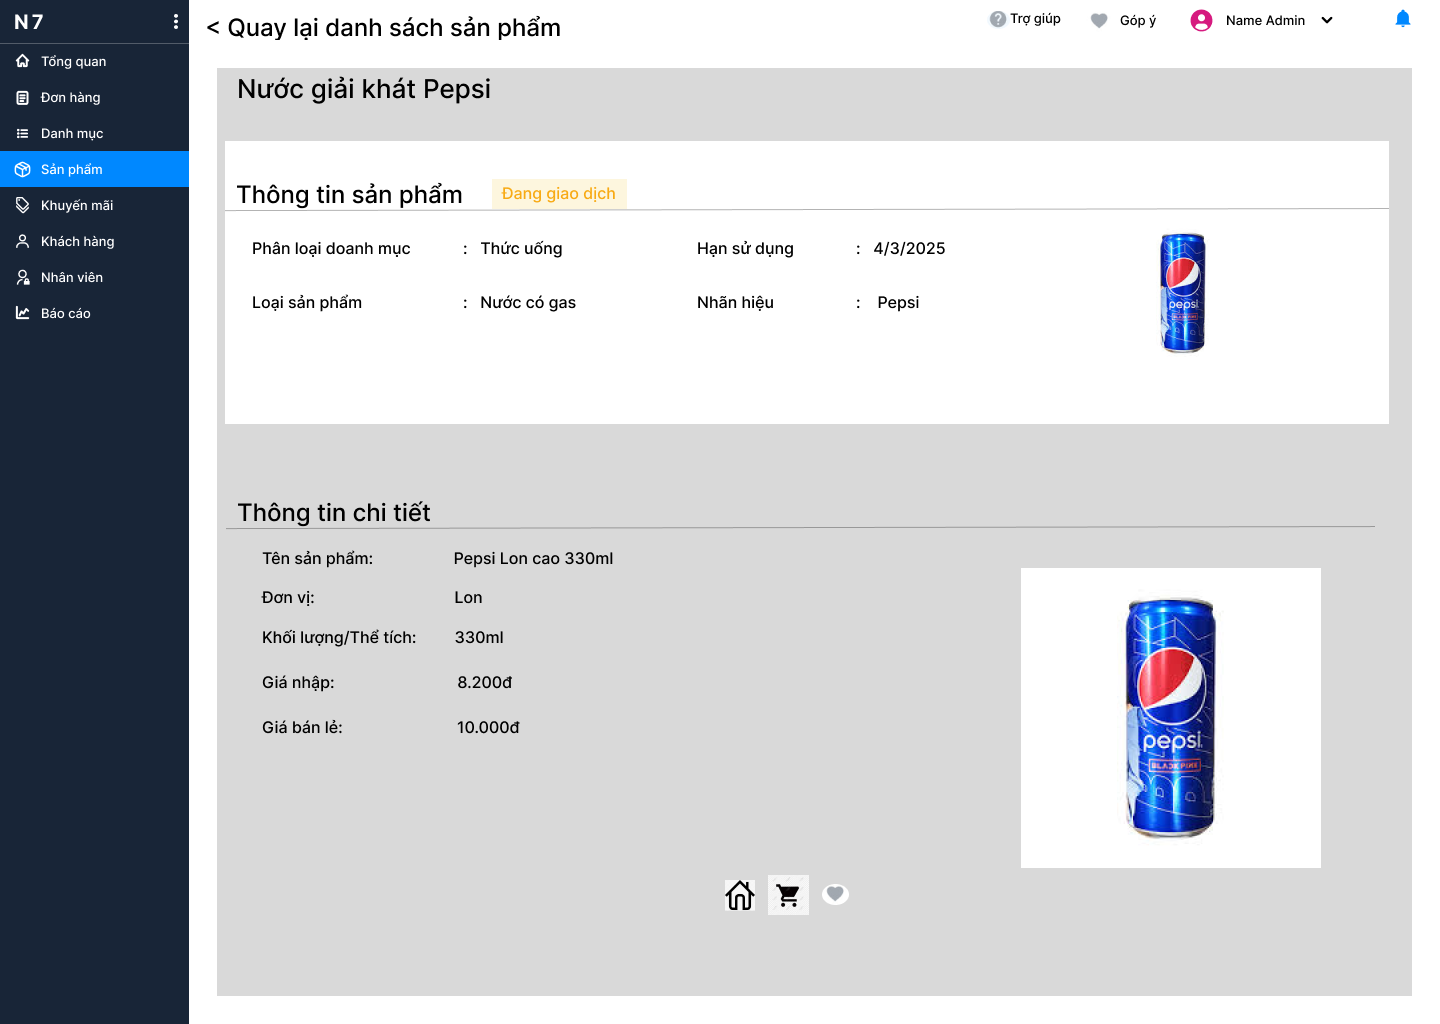 N7
Tổng quan
Đơn hàng
Danh mục
Sản phẩm
Khuyến mãi
Khách hàng
Nhân viên
Báo cáo
< Quay lại danh sách sản phẩm
Trợ giúp
Góp ý
Name Admin
Nước giải khát Pepsi
Thông tin sản phẩm
Đang giao dịch
Phân loại doanh mục : Thức uống
Hạn sử dụng : 4/3/2025
Loại sản phẩm : Nước có gas
Nhãn hiệu : Pepsi
pepsi
BLACKPINK
Thông tin chi tiết
Tên sản phẩm: Pepsi Lon cao 330ml
Đơn vị: Lon
Khối lượng/Thể tích: 330ml
Giá nhập: 8.200đ
Giá bán lẻ: 10.000đ
pepsi
BLACKPINK